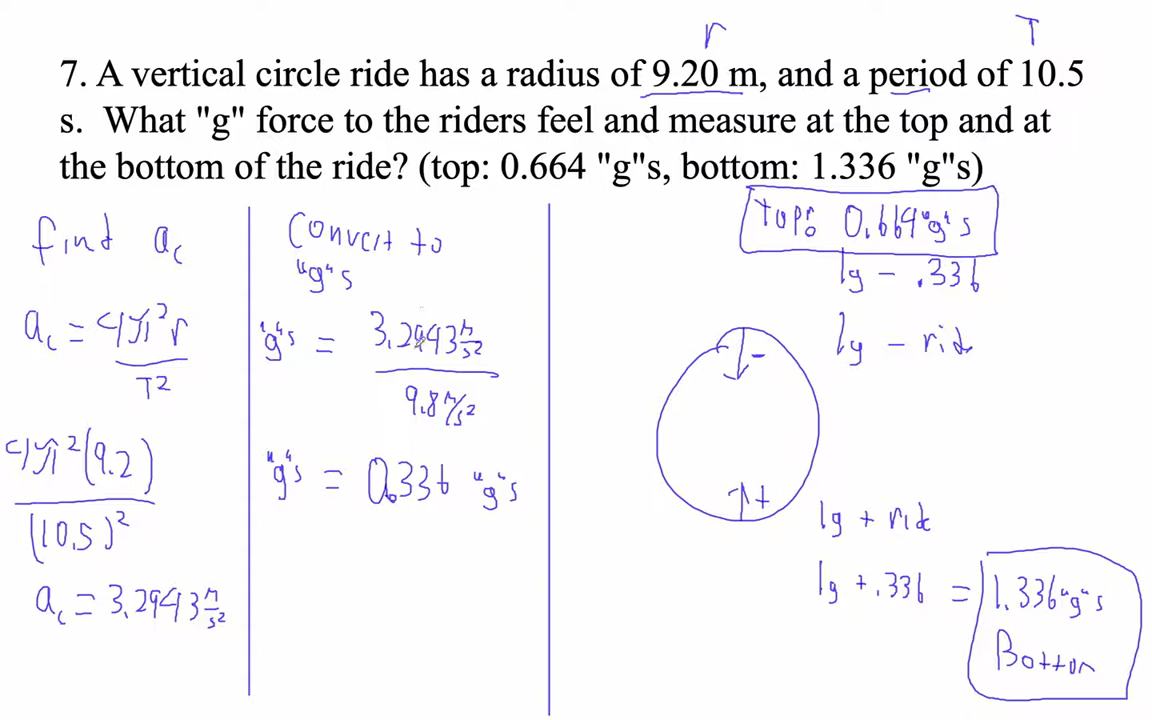 r T
7. A vertical circle ride has a radius of 9.20 m, and a period of 10.5
s. What "g" force to the riders feel and measure at the top and at
the bottom of the ride? (top: 0.664 "g"s, bottom: 1.336 "g"s)
find ac
ac = 4π²r
T²
4π²(9.2)
(10.5)²
ac = 3.2943 m/s²
Convert to
"g"s
"g"s = 3.2943 m/s²
9.8 m/s²
"g"s = 0.336 "g"s
Top: 0.664 "g"s
1g - .336
1g - ride
-
+
1g + ride
1g + .336 = 1.336 "g"s
Bottom